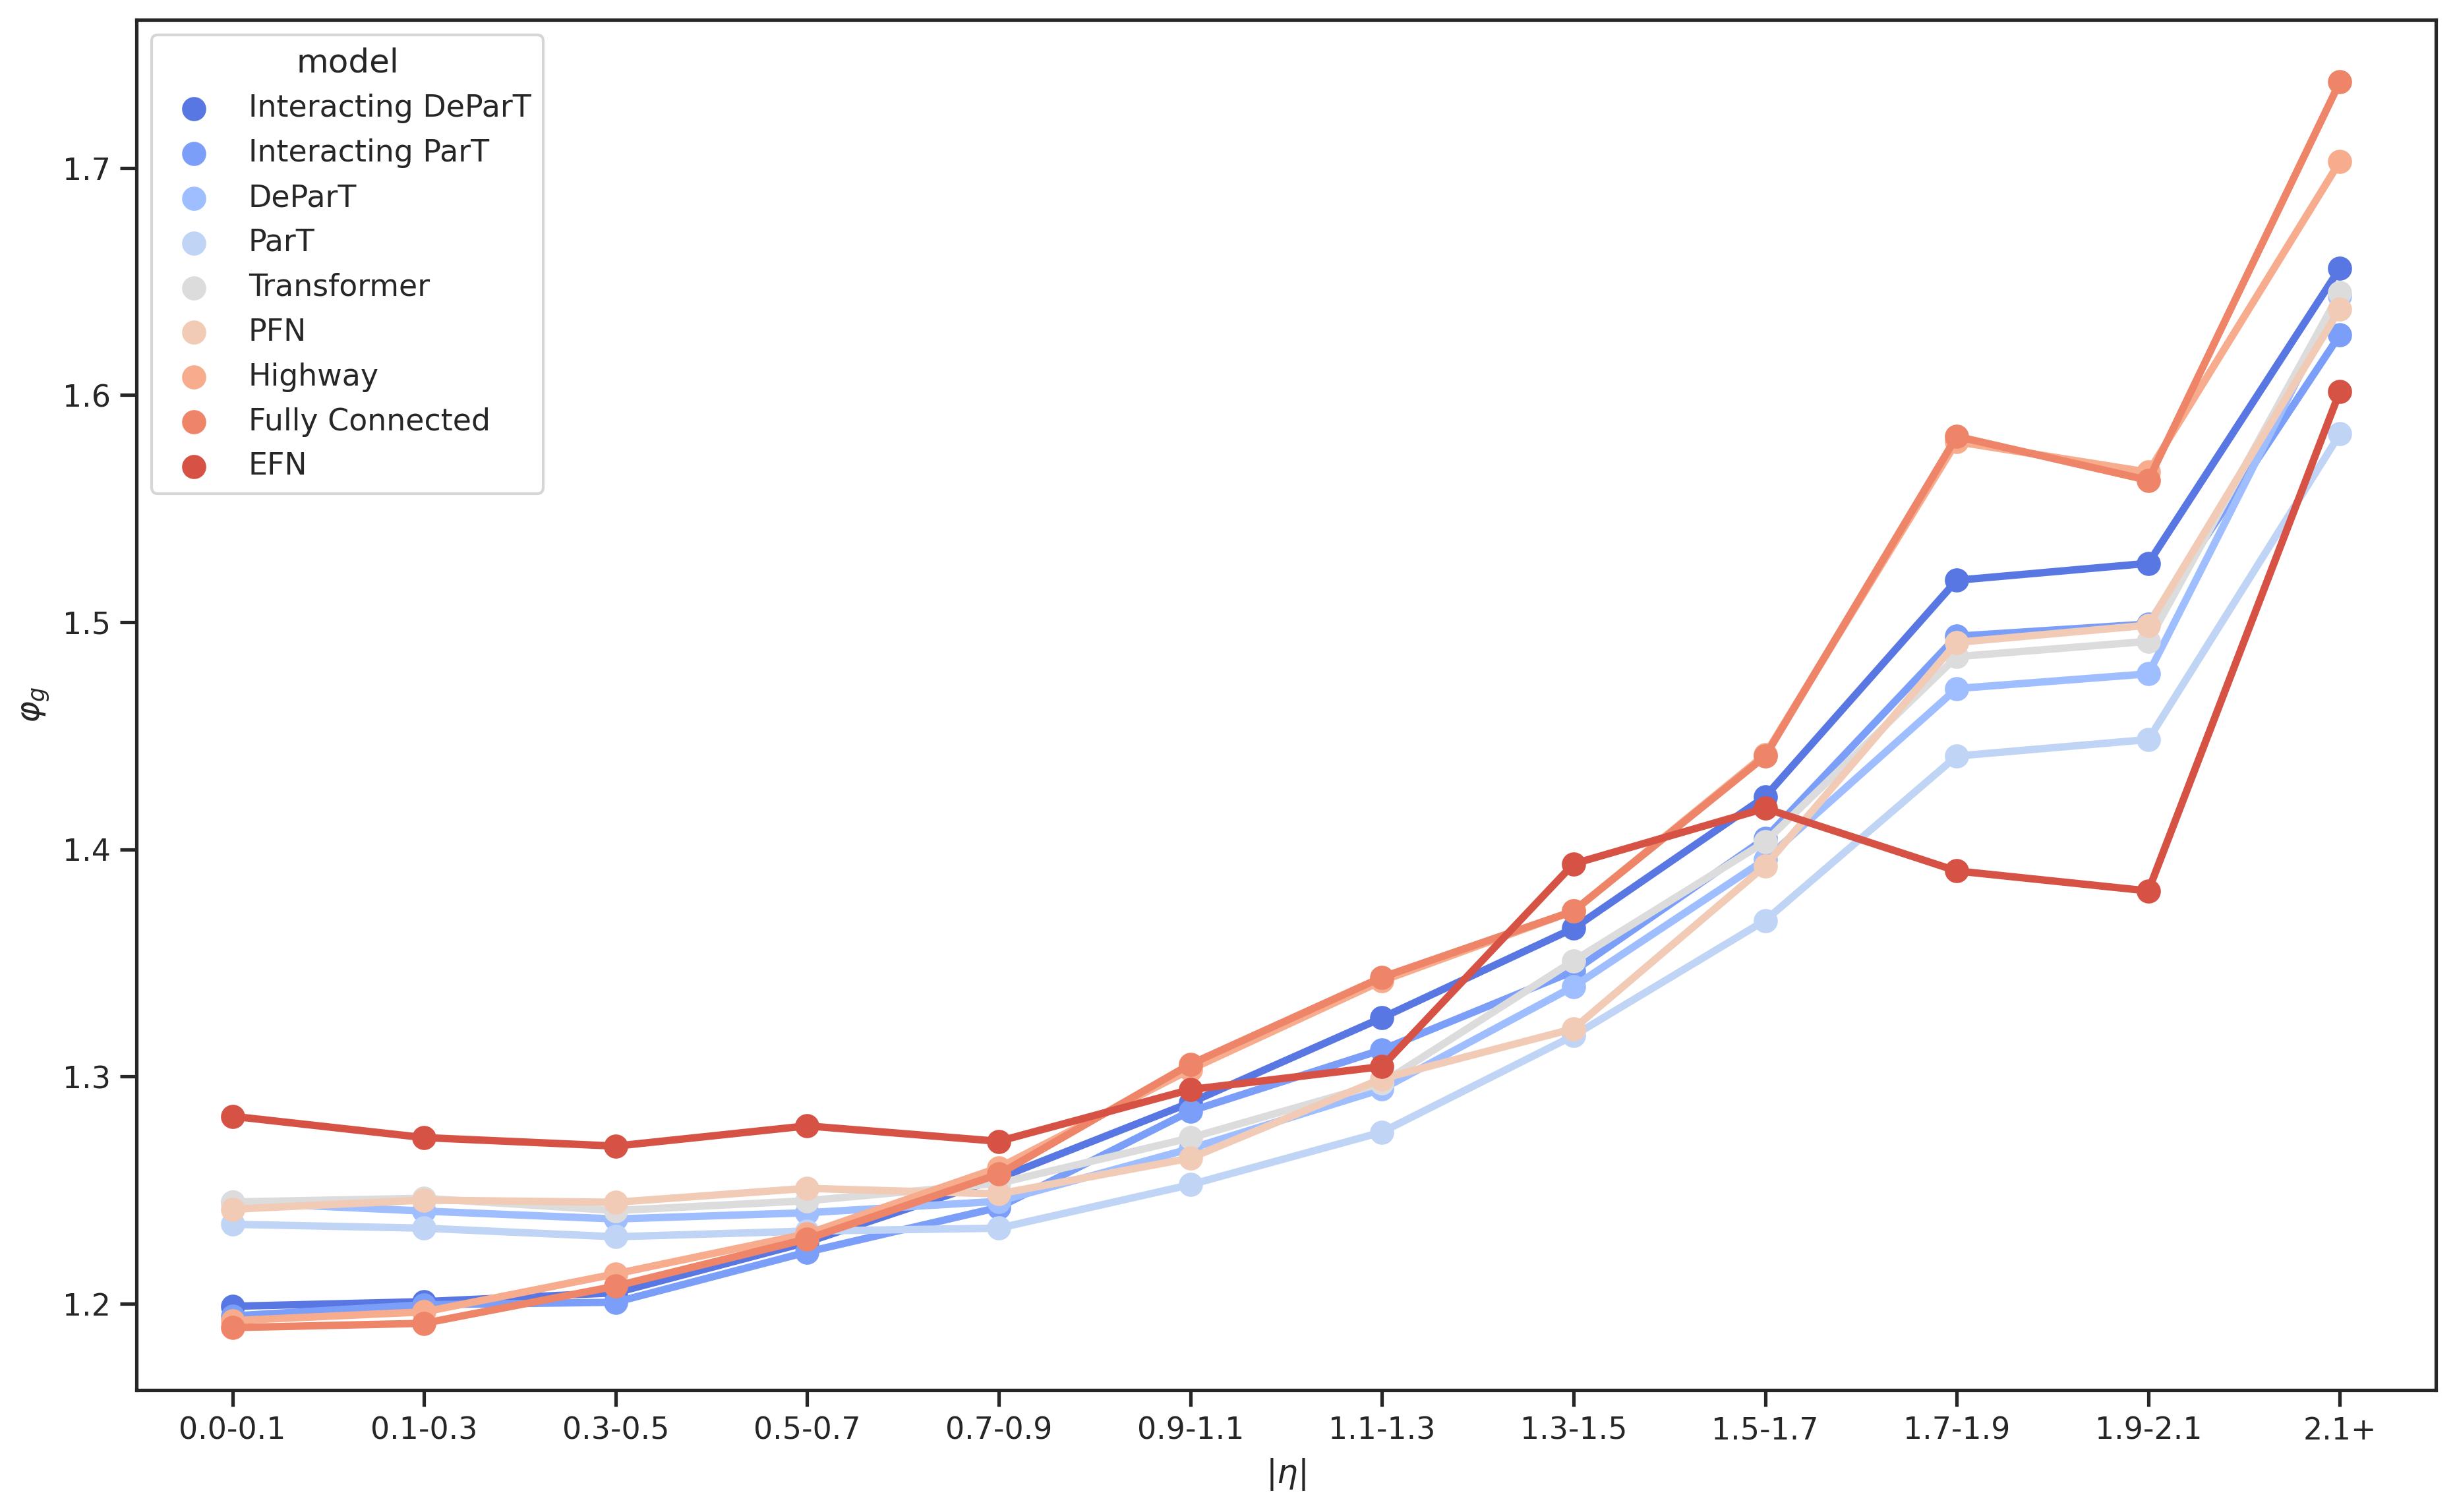 model
Interacting DeParT
Interacting ParT
DeParT
ParT
Transformer
PFN
Highway
Fully Connected
EFN
1.7
1.6
1.5
1.4
1.3
1.2
φg
0.0-0.1 0.1-0.3 0.3-0.5 0.5-0.7 0.7-0.9 0.9-1.1 1.1-1.3 1.3-1.5 1.5-1.7 1.7-1.9 1.9-2.1 2.1+
|η|